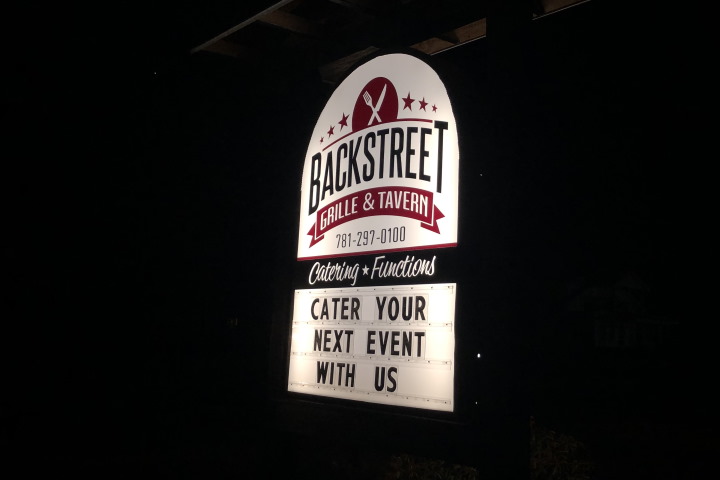 BACKSTREET
GRILLE & TAVERN
781-297-0100
Catering ★ Functions
CATER YOUR
NEXT EVENT
WITH US